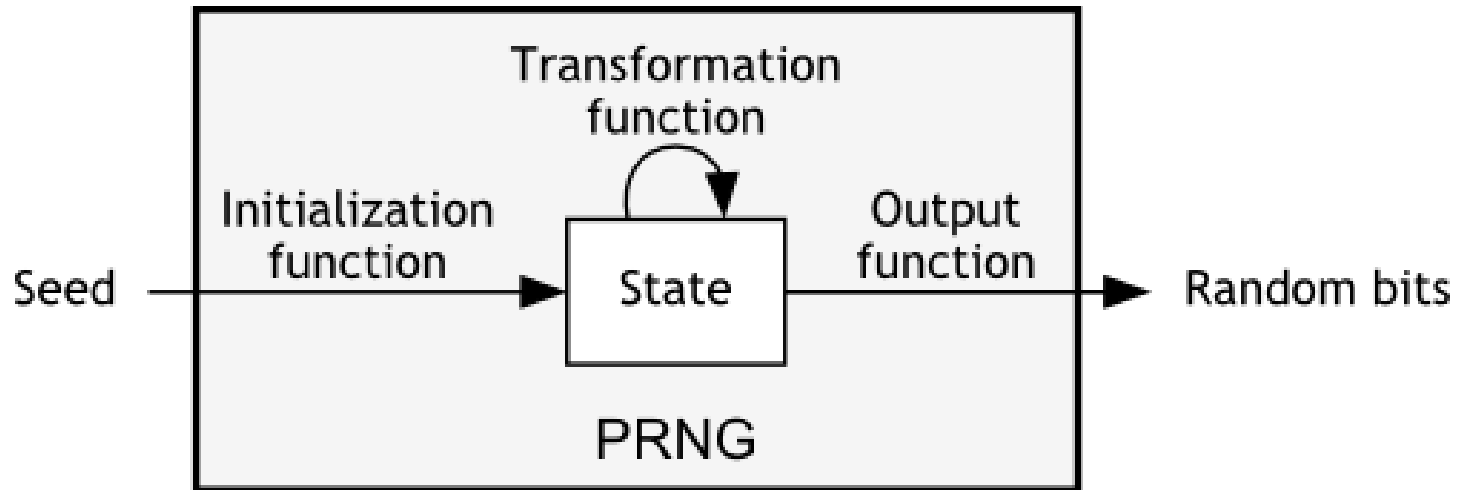 Transformation
function
Initialization
function
Output
function
Seed
State
Random bits
PRNG